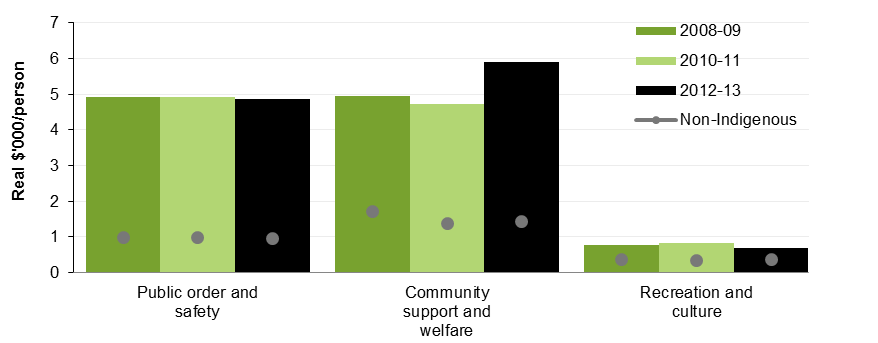 Real $'000/person
7
6
5
4
3
2
1
0
2008-09
2010-11
2012-13
Non-Indigenous
Public order and
safety
Community
support and
welfare
Recreation and
culture